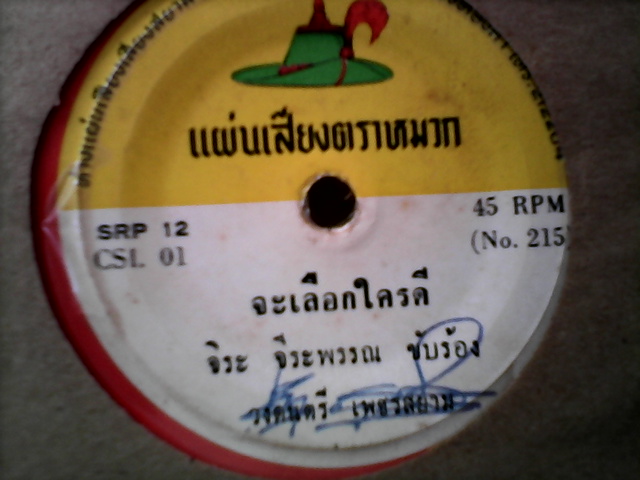 แผ่นเสียงตราหมวก
SRP 12
CSL 01
45 RPM
(No. 215)
จะเลือกใครดี
จิระ จีระพรรณ ขับร้อง
วงดนตรี เพชรสยาม